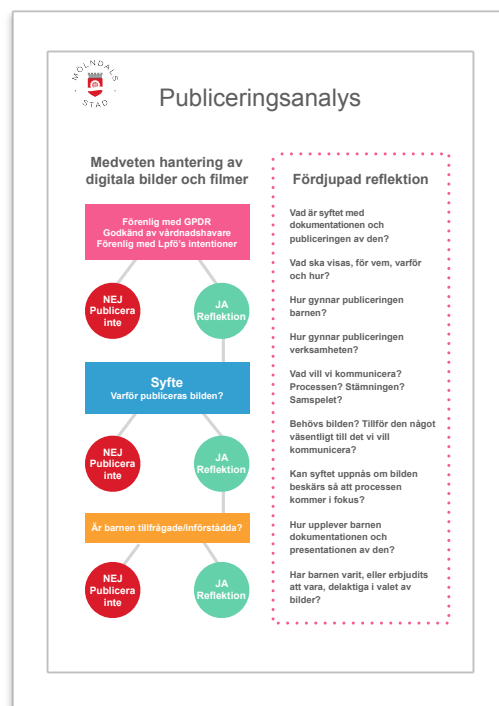 MÖLNDALS
STAD
Publiceringsanalys
Medveten hantering av
digitala bilder och filmer
Förenlig med GPDR
Godkänd av vårdnadshavare
Förenlig med Lpfö's intentioner
NEJ
Publicera
inte
JA
Reflektion
Syfte
Varför publiceras bilden?
NEJ
Publicera
inte
JA
Reflektion
Är barnen tillfrågade/införstådda?
NEJ
Publicera
inte
JA
Reflektion
Fördjupad reflektion
Vad är syftet med
dokumentationen och
publiceringen av den?
Vad ska visas, för vem, varför
och hur?
Hur gynnar publiceringen
barnen?
Hur gynnar publiceringen
verksamheten?
Vad vill vi kommunicera?
Processen? Stämningen?
Samspelet?
Behövs bilden? Tillför den något
väsentligt till det vi vill
kommunicera?
Kan syftet uppnås om bilden
beskärs så att processen
kommer i fokus?
Hur upplever barnen
dokumentationen och
presentationen av den?
Har barnen varit, eller erbjudits
att vara, delaktiga i valet av
bilder?